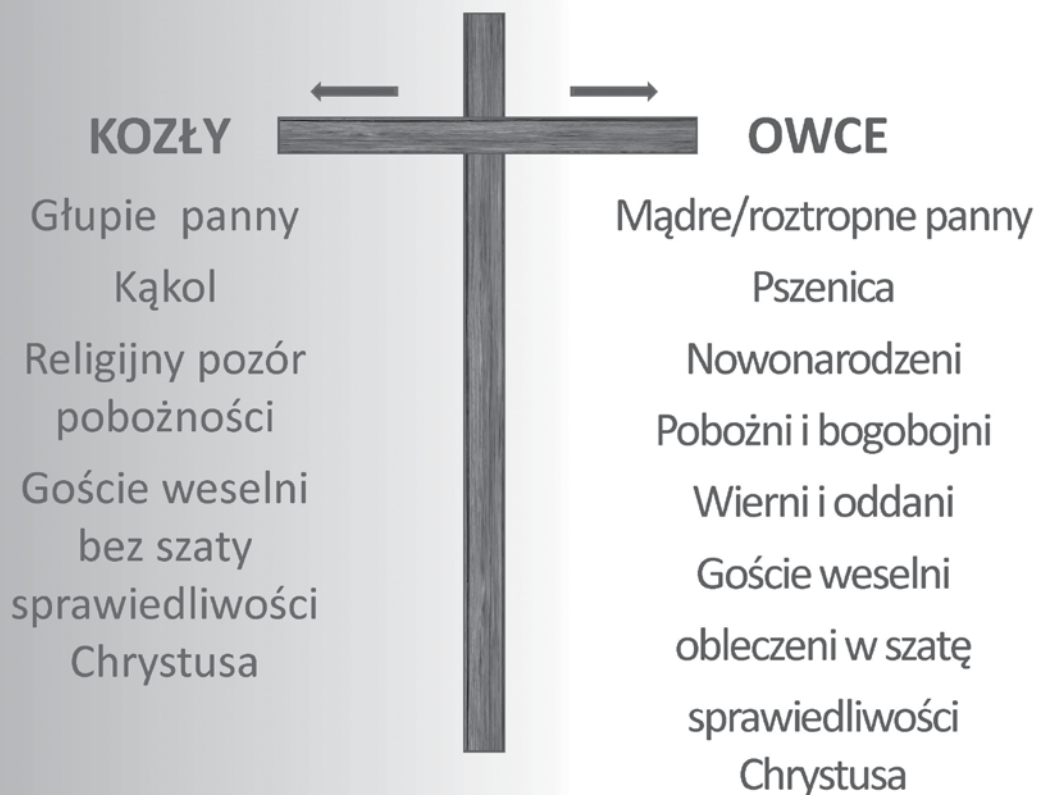 KOZŁY
Głupie panny
Kąkol
Religijny pozór
pobożności
Goście weselni
bez szaty
sprawiedliwości
Chrystusa
OWCE
Mądre/roztropne panny
Pszenica
Nowonarodzeni
Pobożni i bogobojni
Wierni i oddani
Goście weselni
obleczeni w szatę
sprawiedliwości
Chrystusa